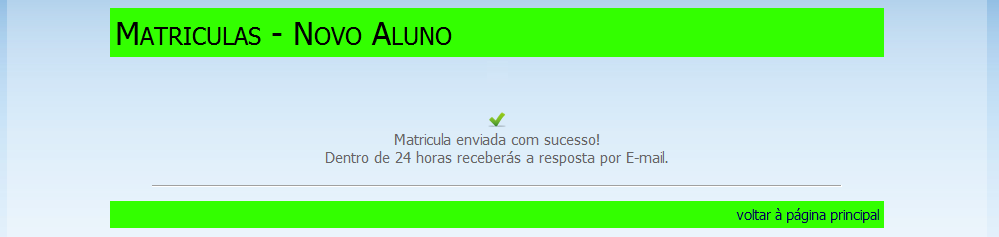 Matriculas - Novo Aluno
Matricula enviada com sucesso!
Dentro de 24 horas receberás a resposta por E-mail.
voltar à página principal